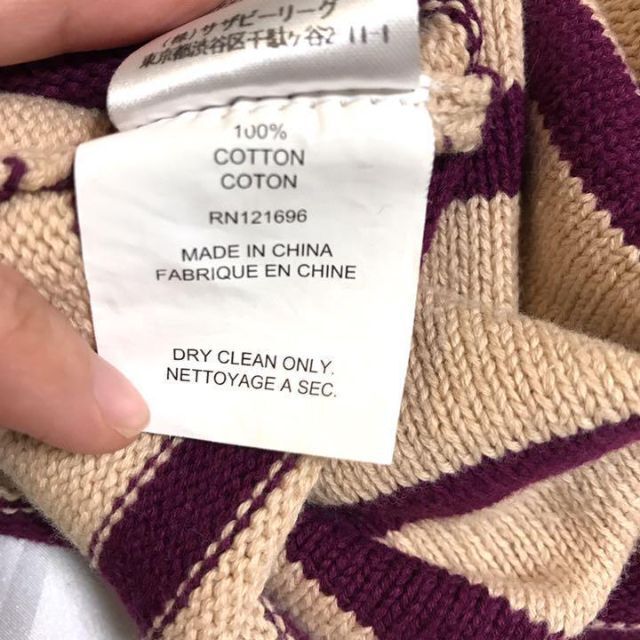 (株)サザビーリーグ
東京都渋谷区千駄ヶ谷2-11-1
100%
COTTON
COTON
RN121696
MADE IN CHINA
FABRIQUE EN CHINE
DRY CLEAN ONLY.
NETTOYAGE A SEC.